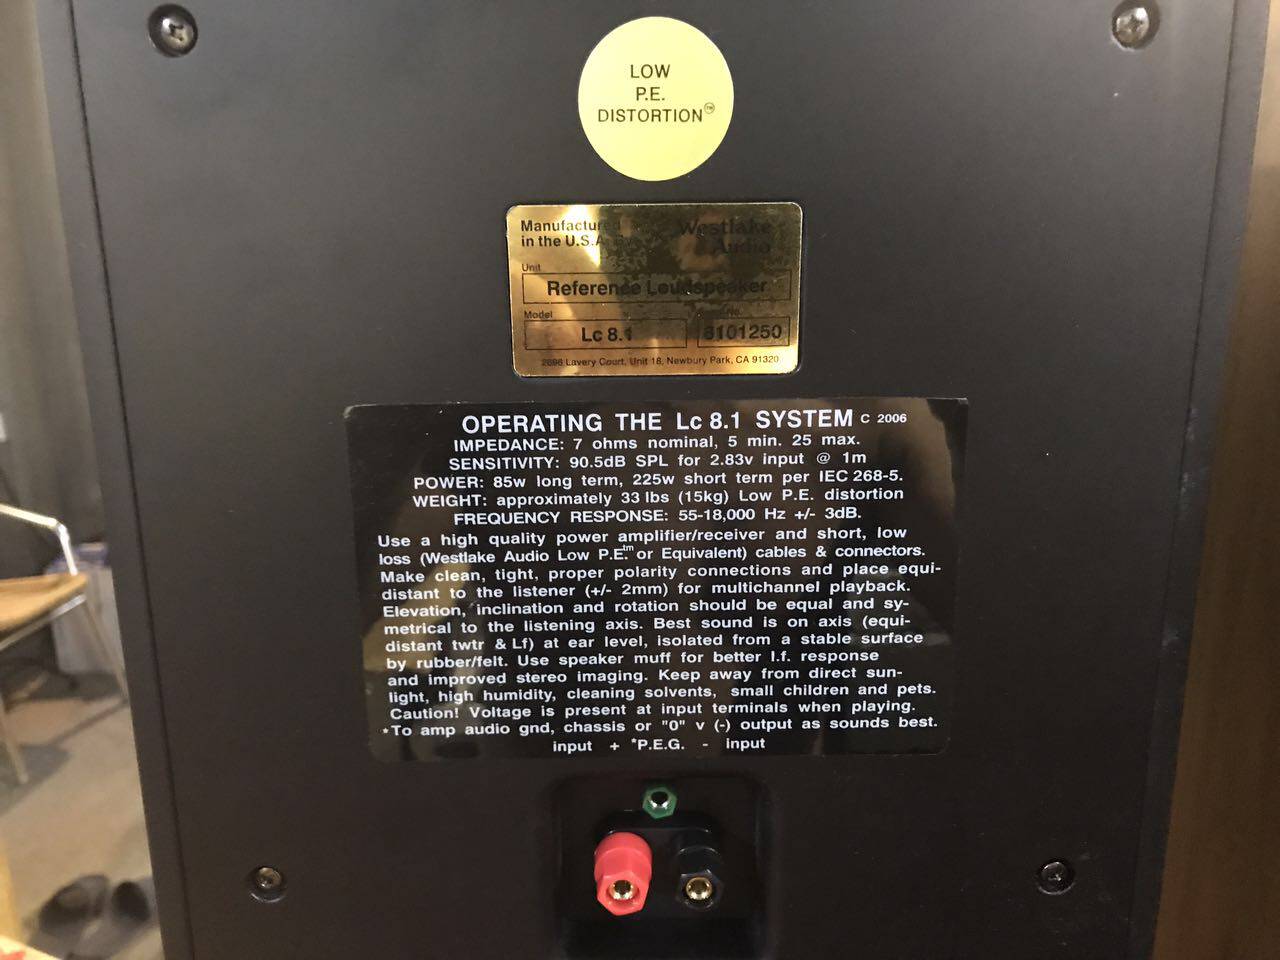 LOW
P.E.
DISTORTION™
Manufactured
in the U.S.A. By
Westlake
Audio
Unit
Reference Loudspeaker
Model
Lc 8.1
8101250
2696 Lavery Court, Unit 18, Newbury Park, CA 91320
OPERATING THE Lc 8.1 SYSTEM C 2006
IMPEDANCE: 7 ohms nominal, 5 min. 25 max.
SENSITIVITY: 90.5dB SPL for 2.83v input @ 1m
POWER: 85w long term, 225w short term per IEC 268-5.
WEIGHT: approximately 33 lbs (15kg) Low P.E. distortion
FREQUENCY RESPONSE: 55-18,000 Hz +/- 3dB.
Use a high quality power amplifier/receiver and short, low
loss (Westlake Audio Low P.E.tm or Equivalent) cables & connectors.
Make clean, tight, proper polarity connections and place equi-
distant to the listener (+/- 2mm) for multichannel playback.
Elevation, inclination and rotation should be equal and sy-
metrical to the listening axis. Best sound is on axis (equi-
distant twtr & Lf) at ear level, isolated from a stable surface
by rubber/felt. Use speaker muff for better l.f. response
and improved stereo imaging. Keep away from direct sun-
light, high humidity, cleaning solvents, small children and pets.
Caution! Voltage is present at input terminals when playing.
*To amp audio gnd, chassis or "0" v (-) output as sounds best.
input + *P.E.G. - input